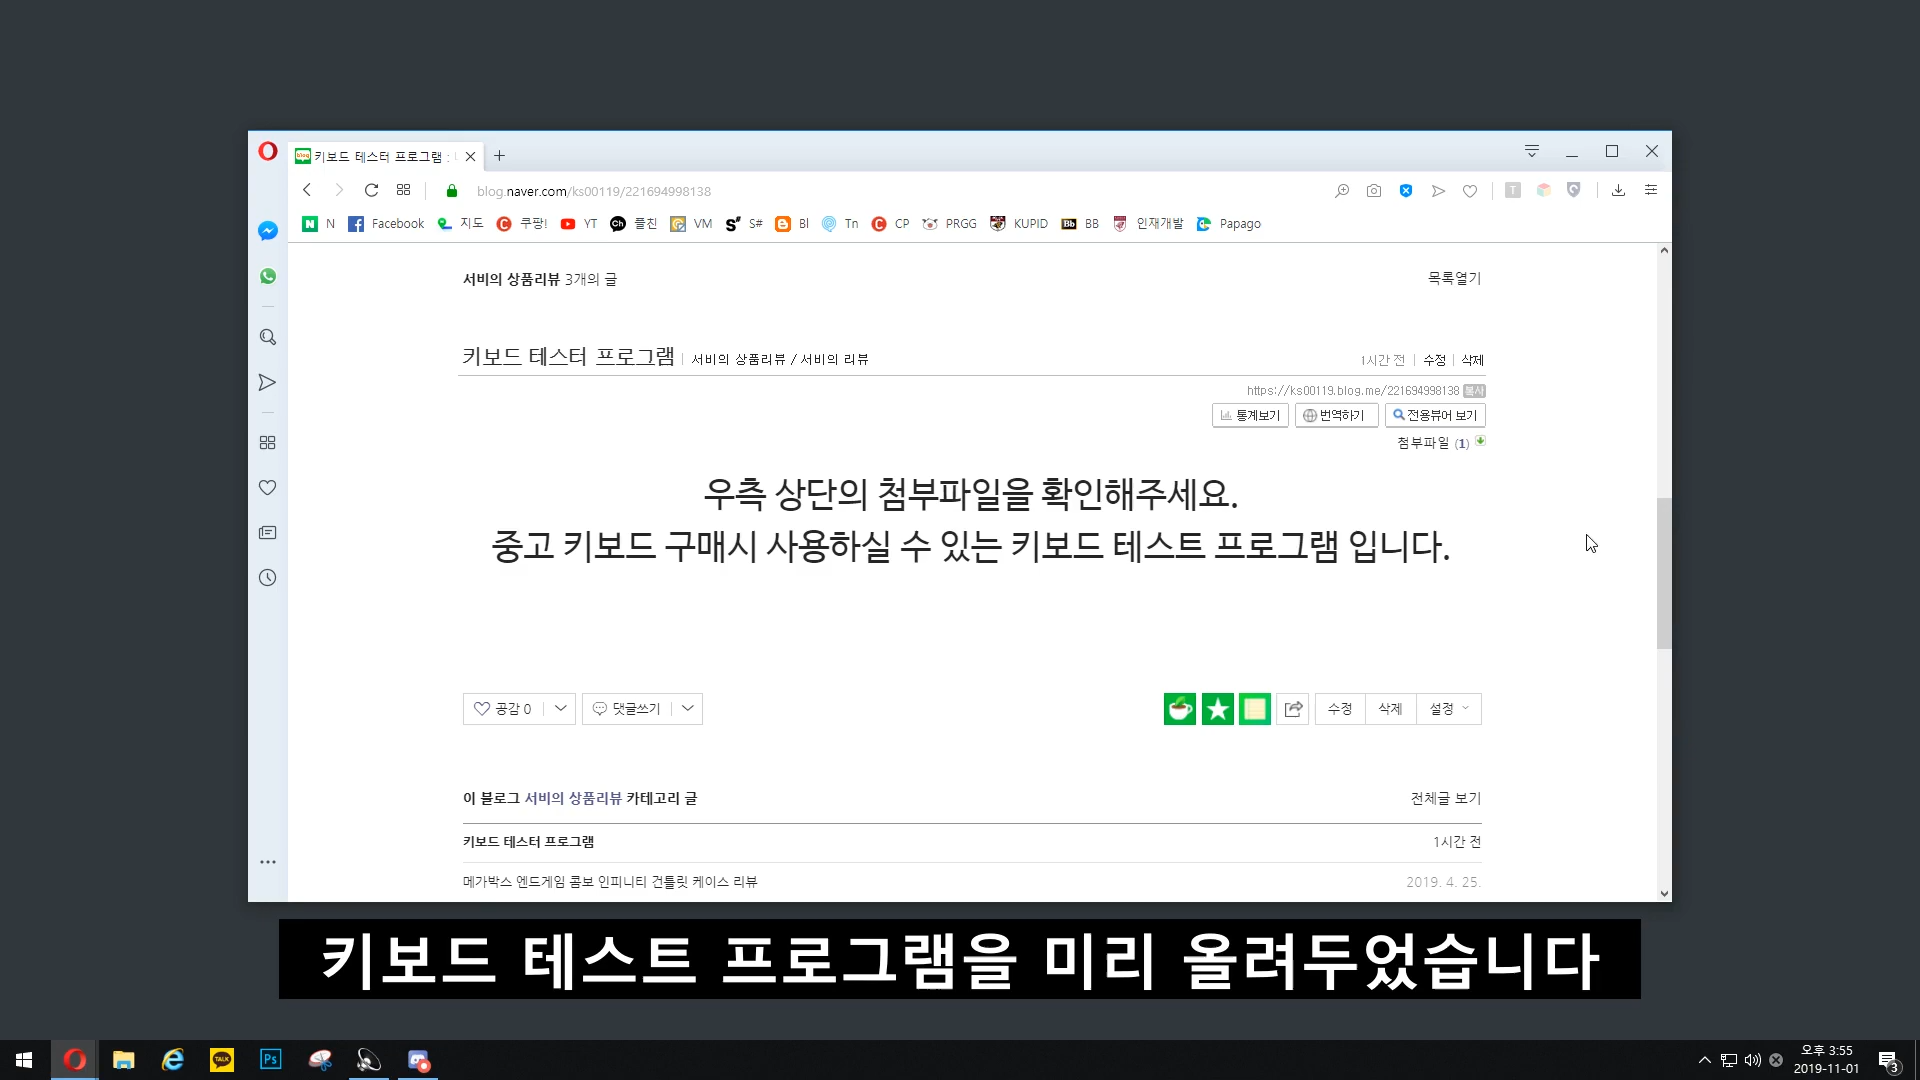 키보드 테스터 프로그램 :
blog.naver.com/ks00119/221694998138
N Facebook 지도 쿠팡! YT 플친 VM S# Bl Tn CP PRGG KUPID BB 인재개발 Papago
서비의 상품리뷰 3개의 글 목록열기
키보드 테스터 프로그램 | 서비의 상품리뷰 / 서비의 리뷰 1시간 전 | 수정 | 삭제
https://ks00119.blog.me/221694998138 복사
통계보기 번역하기 전용뷰어 보기
첨부파일 (1)
우측 상단의 첨부파일을 확인해주세요.
중고 키보드 구매시 사용하실 수 있는 키보드 테스트 프로그램 입니다.
공감 0 댓글쓰기 수정 삭제 설정
이 블로그 서비의 상품리뷰 카테고리 글 전체글 보기
키보드 테스터 프로그램 1시간 전
메가박스 엔드게임 콤보 인피니티 건틀릿 케이스 리뷰 2019. 4. 25.
키보드 테스트 프로그램을 미리 올려두었습니다
TALK Ps 오후 3:55
2019-11-01 3